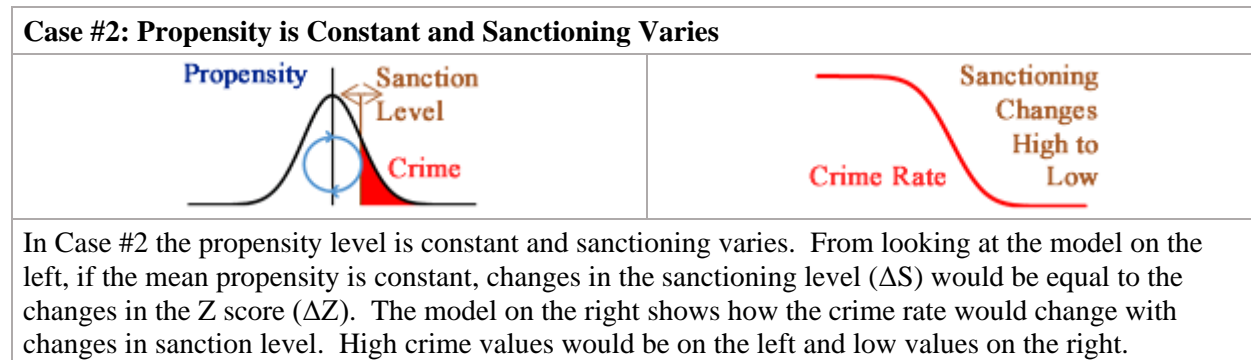 Case #2: Propensity is Constant and Sanctioning Varies
Propensity
Sanction
Level
Crime
Sanctioning
Changes
High to
Low
Crime Rate
In Case #2 the propensity level is constant and sanctioning varies.  From looking at the model on the
left, if the mean propensity is constant, changes in the sanctioning level (ΔS) would be equal to the
changes in the Z score (ΔZ).  The model on the right shows how the crime rate would change with
changes in sanction level.  High crime values would be on the left and low values on the right.